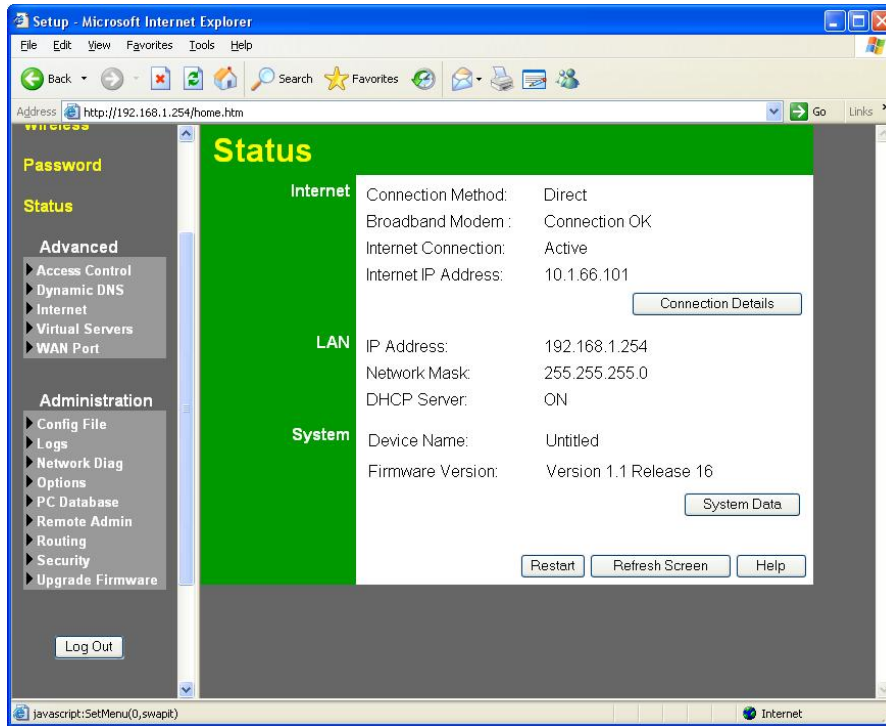 Setup - Microsoft Internet Explorer
File Edit View Favorites Tools Help
Back Search Favorites
Address http://192.168.1.254/home.htm Go Links
Wireless
Password
Status
Advanced
Access Control
Dynamic DNS
Internet
Virtual Servers
WAN Port
Administration
Config File
Logs
Network Diag
Options
PC Database
Remote Admin
Routing
Security
Upgrade Firmware
Log Out
Status
Internet
Connection Method: Direct
Broadband Modem : Connection OK
Internet Connection: Active
Internet IP Address: 10.1.66.101
Connection Details
LAN
IP Address: 192.168.1.254
Network Mask: 255.255.255.0
DHCP Server: ON
System
Device Name: Untitled
Firmware Version: Version 1.1 Release 16
System Data
Restart Refresh Screen Help
javascript:SetMenu(0,swapit) Internet